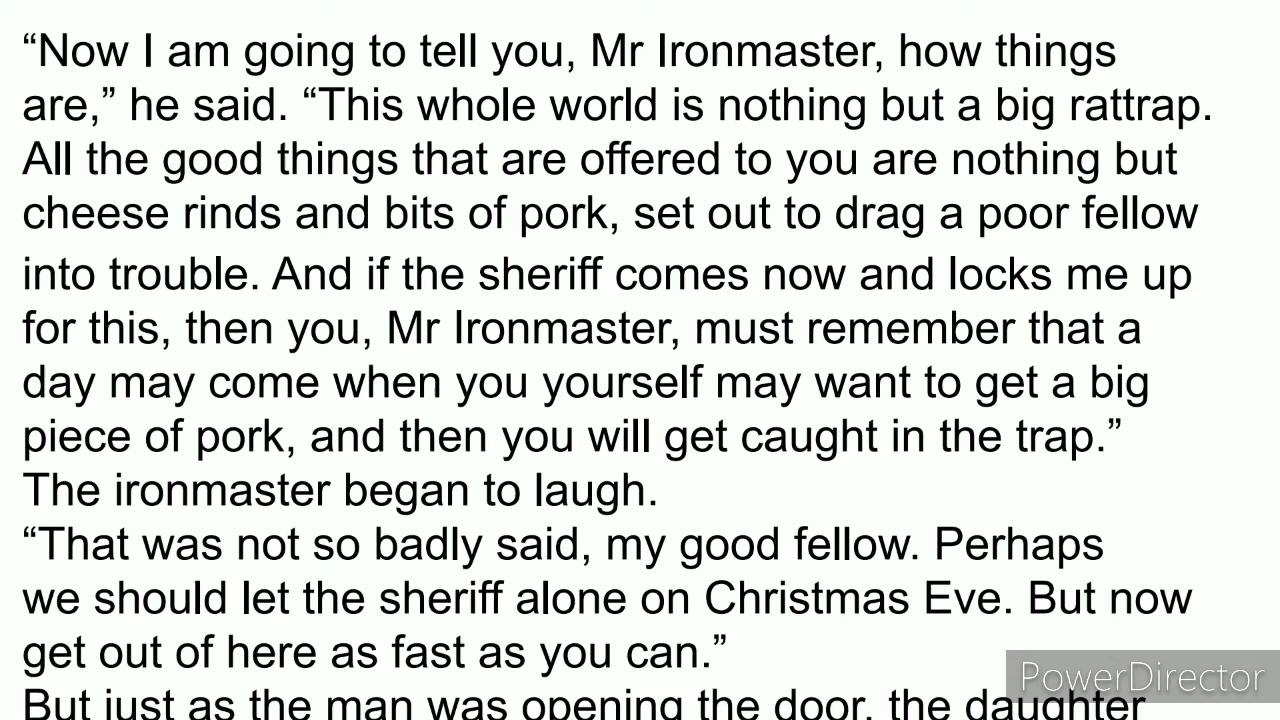 “Now I am going to tell you, Mr Ironmaster, how things
are,” he said. “This whole world is nothing but a big rattrap.
All the good things that are offered to you are nothing but
cheese rinds and bits of pork, set out to drag a poor fellow
into trouble. And if the sheriff comes now and locks me up
for this, then you, Mr Ironmaster, must remember that a
day may come when you yourself may want to get a big
piece of pork, and then you will get caught in the trap.”
The ironmaster began to laugh.
“That was not so badly said, my good fellow. Perhaps
we should let the sheriff alone on Christmas Eve. But now
get out of here as fast as you can.”
But just as the man was opening the door, the daughter
PowerDirector